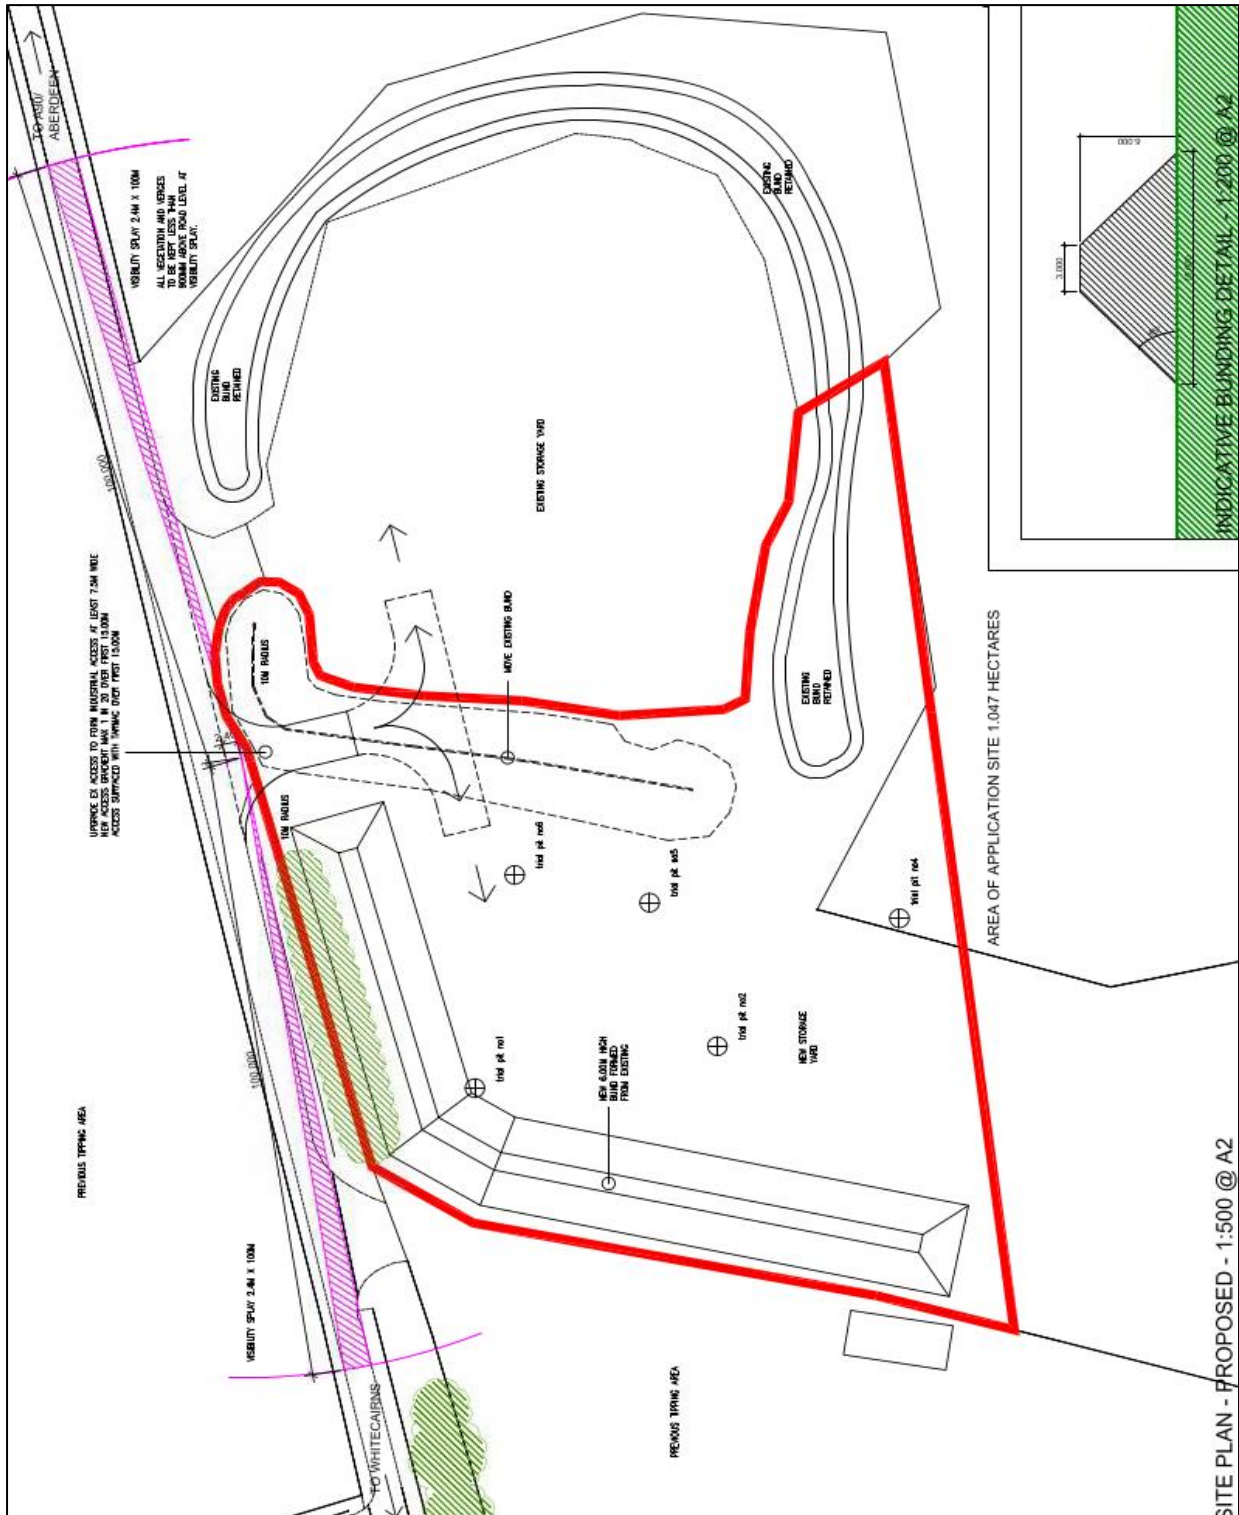 TO A90/
ABERDEEN
VISIBILITY SPLAY 2.4M X 100M
ALL VEGETATION AND VERGES
TO BE KEPT LESS THAN
900MM ABOVE ROAD LEVEL AT
VISIBILITY SPLAY.
EXISTING
BUND
RETAINED
EXISTING
BUND
RETAINED
100.000
EXISTING STORAGE YARD
UPGRADE EX ACCESS TO FORM INDUSTRIAL ACCESS AT LEAST 7.5M WIDE
NEW ACCESS GRADIENT MAX 1 IN 20 OVER FIRST 15.00M
ACCESS SURFACED WITH TARMAC OVER FIRST 15.00M
10M RADIUS
MOVE EXISTING BUND
EXISTING
BUND
RETAINED
10M RADIUS
trial pit no6
trial pit no5
trial pit no4
trial pit no2
trial pit no1
100.000
NEW 6.00M HIGH
BUND FORMED
FROM EXISTING
NEW STORAGE
YARD
PREVIOUS TIPPING AREA
VISIBILITY SPLAY 2.4M X 100M
TO WHITECAIRNS
PREVIOUS TIPPING AREA
AREA OF APPLICATION SITE 1.047 HECTARES
3.000
6.000
INDICATIVE BUNDING DETAIL - 1:200 @ A2
SITE PLAN - PROPOSED - 1:500 @ A2